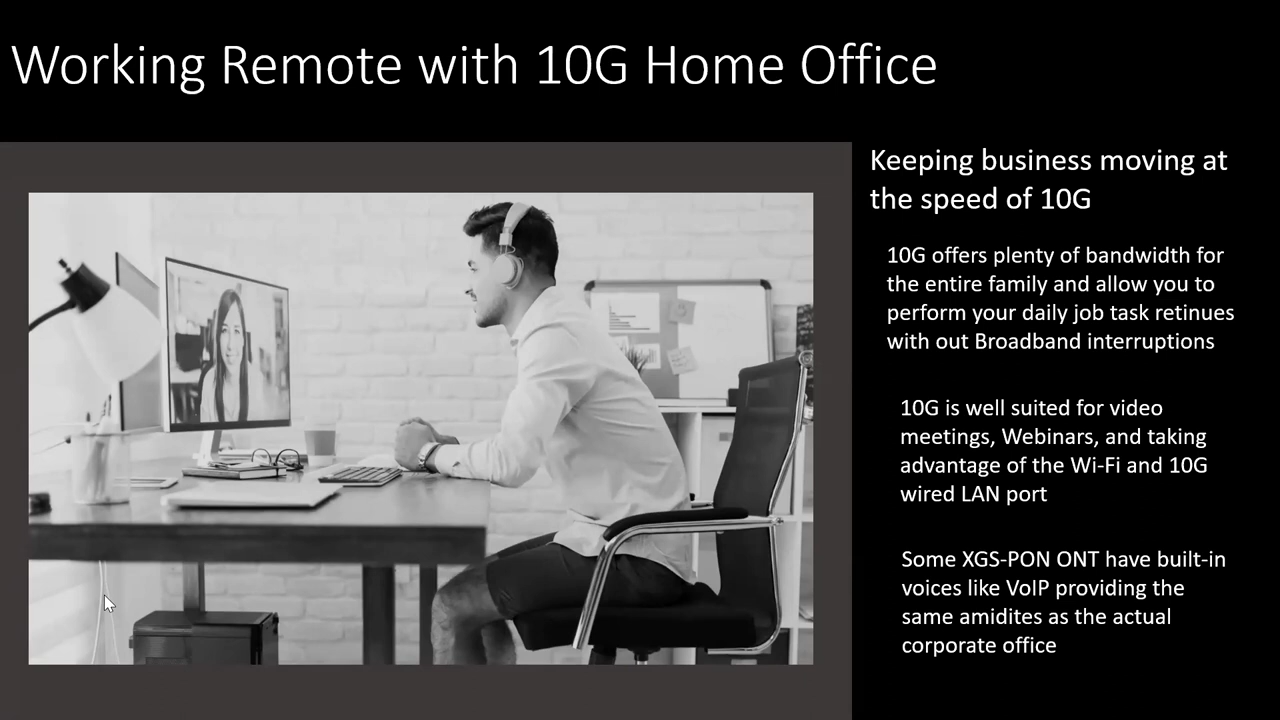 Working Remote with 10G Home Office
Keeping business moving at
the speed of 10G
10G offers plenty of bandwidth for
the entire family and allow you to
perform your daily job task retinues
with out Broadband interruptions
10G is well suited for video
meetings, Webinars, and taking
advantage of the Wi-Fi and 10G
wired LAN port
Some XGS-PON ONT have built-in
voices like VoIP providing the
same amidites as the actual
corporate office